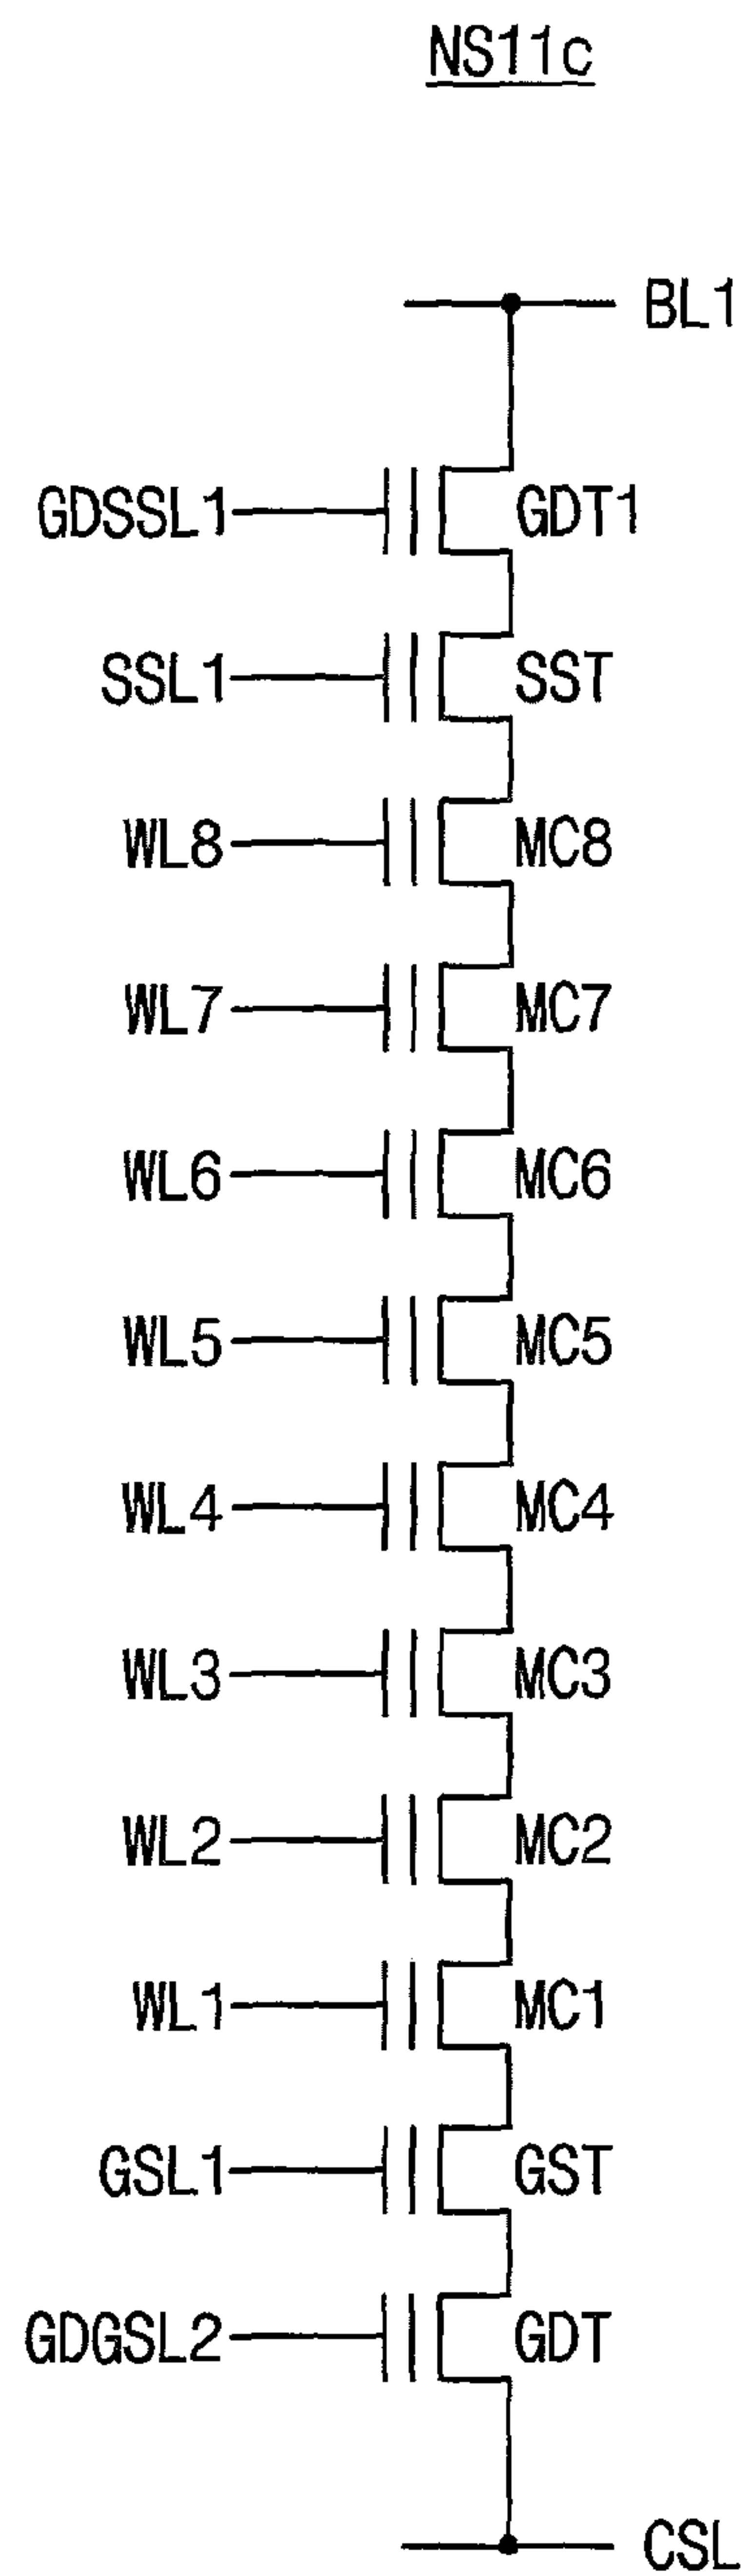 NS11c
BL1
GDSSL1 GDT1
SSL1 SST
WL8 MC8
WL7 MC7
WL6 MC6
WL5 MC5
WL4 MC4
WL3 MC3
WL2 MC2
WL1 MC1
GSL1 GST
GDGSL2 GDT
CSL